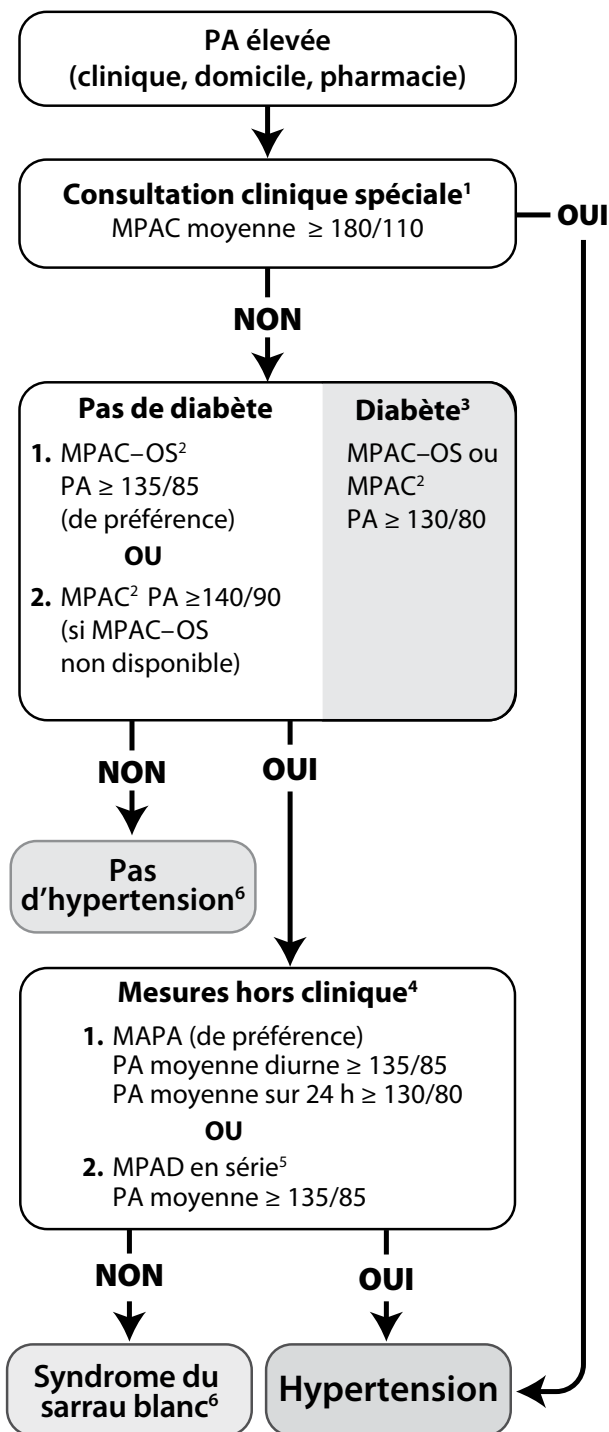 PA élevée
(clinique, domicile, pharmacie)
Consultation clinique spéciale¹
MPAC moyenne ≥ 180/110
OUI
NON
Pas de diabète
1. MPAC–OS²
PA ≥ 135/85
(de préférence)
OU
2. MPAC² PA ≥140/90
(si MPAC–OS
non disponible)
Diabète³
MPAC–OS ou
MPAC²
PA ≥ 130/80
NON
OUI
Pas
d'hypertension⁶
Mesures hors clinique⁴
1. MAPA (de préférence)
PA moyenne diurne ≥ 135/85
PA moyenne sur 24 h ≥ 130/80
OU
2. MPAD en série⁵
PA moyenne ≥ 135/85
NON
OUI
Syndrome du
sarrau blanc⁶
Hypertension